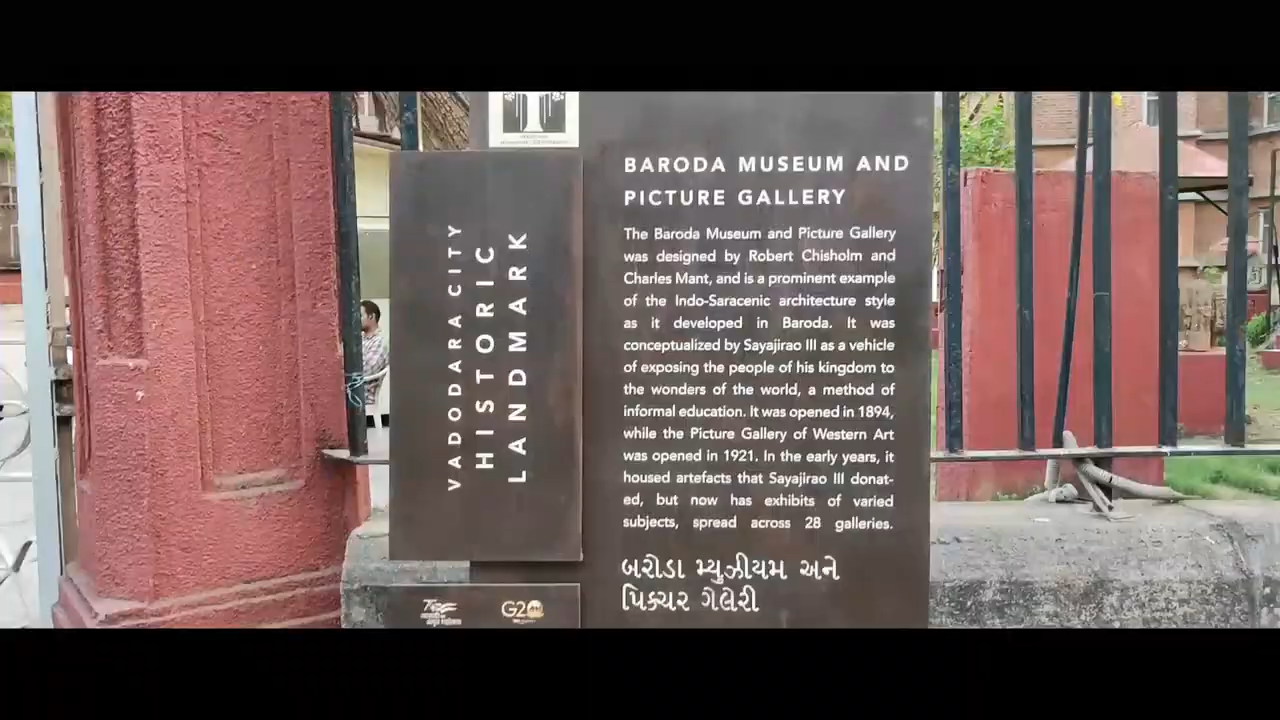 VADODARA CITY
HISTORIC
LANDMARK
BARODA MUSEUM AND
PICTURE GALLERY
The Baroda Museum and Picture Gallery
was designed by Robert Chisholm and
Charles Mant, and is a prominent example
of the Indo-Saracenic architecture style
as it developed in Baroda. It was
conceptualized by Sayajirao III as a vehicle
of exposing the people of his kingdom to
the wonders of the world, a method of
informal education. It was opened in 1894,
while the Picture Gallery of Western Art
was opened in 1921. In the early years, it
housed artefacts that Sayajirao III donat-
ed, but now has exhibits of varied
subjects, spread across 28 galleries.
બરોડા મ્યુઝીયમ અને
પિક્ચર ગેલેરી
G20